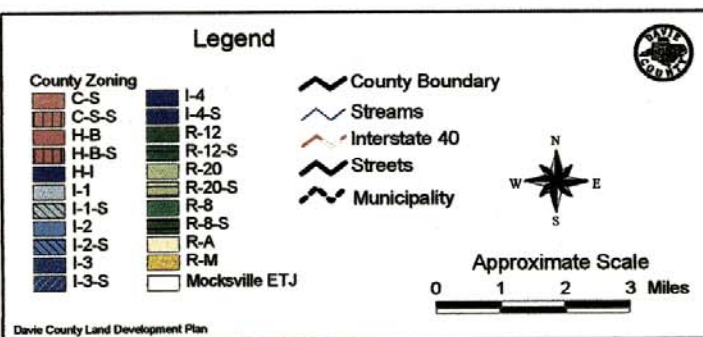 Legend
DAVIE COUNTY
County Zoning
C-S
C-S-S
H-B
H-B-S
H-I
I-1
I-1-S
I-2
I-2-S
I-3
I-3-S
I-4
I-4-S
R-12
R-12-S
R-20
R-20-S
R-8
R-8-S
R-A
R-M
Mocksville ETJ
County Boundary
Streams
Interstate 40
Streets
Municipality
N
W E
S
Approximate Scale
0 1 2 3 Miles
Davie County Land Development Plan